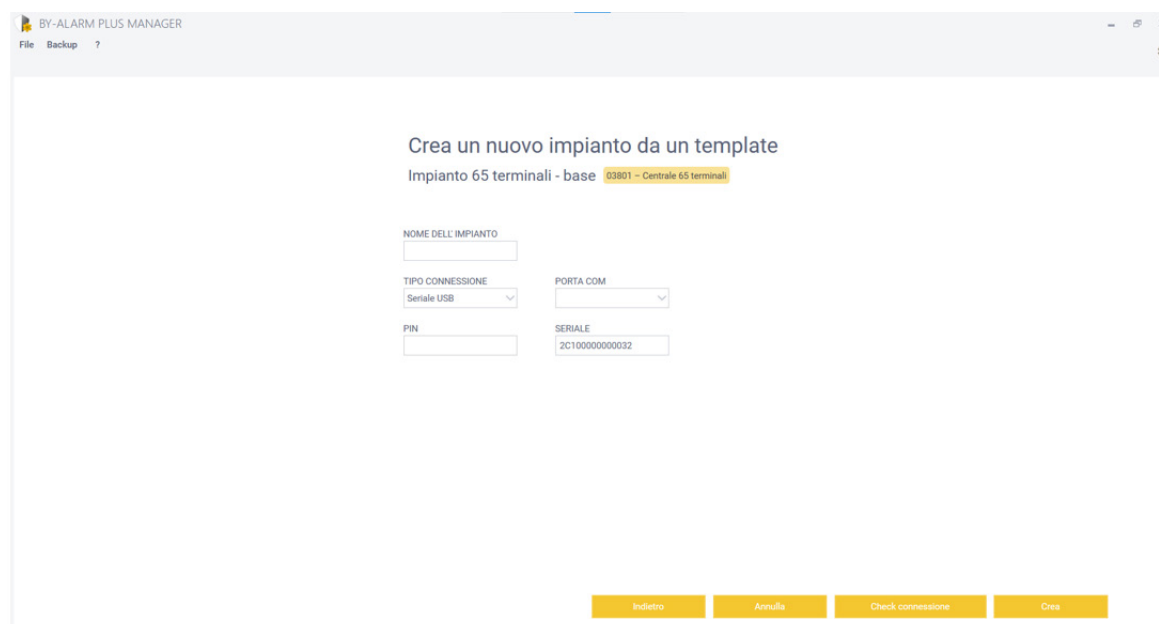 BY-ALARM PLUS MANAGER
File Backup ?
Crea un nuovo impianto da un template
Impianto 65 terminali - base 03801 – Centrale 65 terminali
NOME DELL' IMPIANTO
TIPO CONNESSIONE PORTA COM
Seriale USB
PIN SERIALE
2C100000000032
Indietro Annulla Check connessione Crea